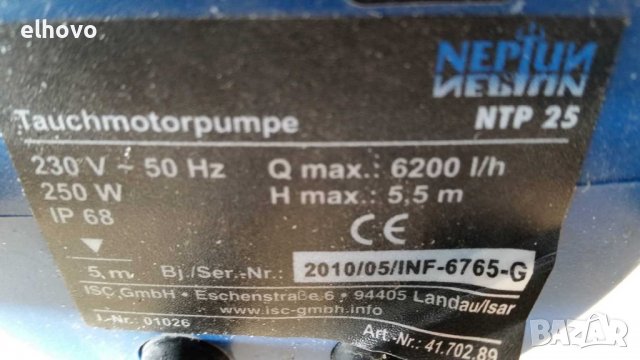 elhovo
NEPTUN
Tauchmotorpumpe
NTP 25
230 V ~ 50 Hz
Q max.: 6200 l/h
250 W
H max.: 5,5 m
IP 68
CE
5 m
Bj./Ser.-Nr.: 2010/05/INF-6765-G
ISC GmbH • Eschenstraße 6 • 94405 Landau/Isar
www.isc-gmbh.info
I.-Nr. 01026
Art.-Nr.: 41.702.89
BAZAR